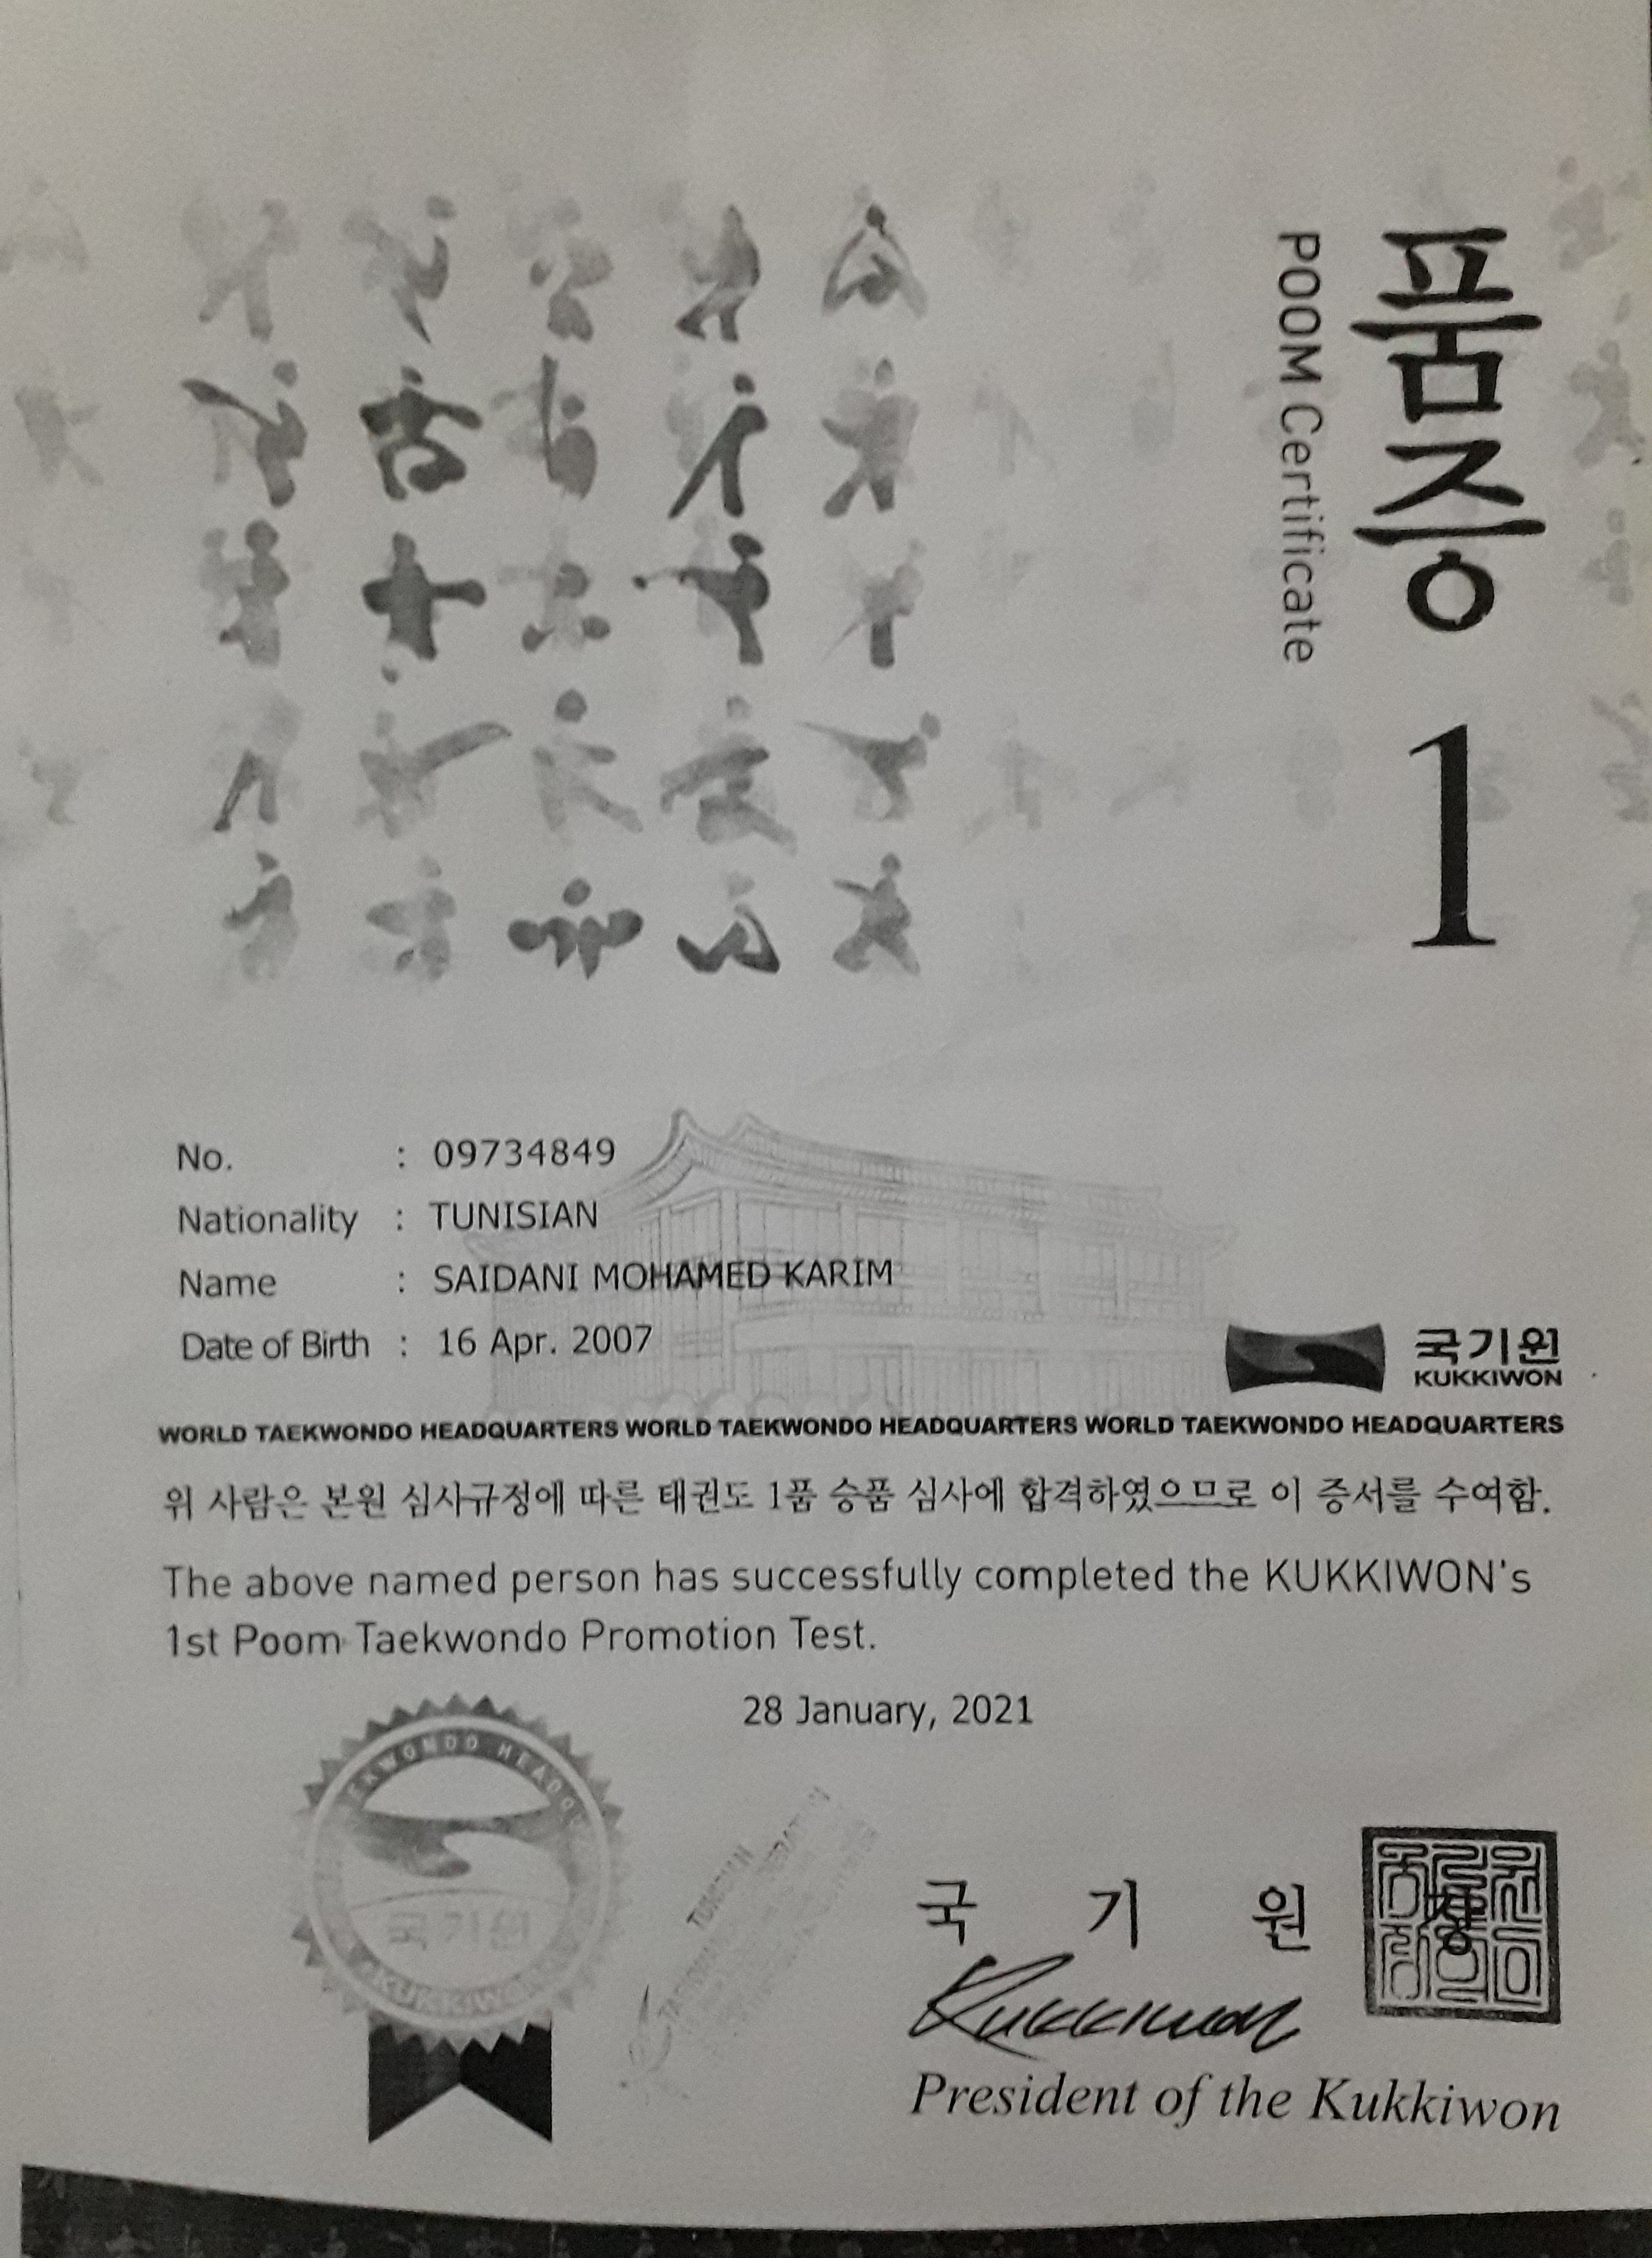 품증 1
POOM Certificate
No. : 09734849
Nationality : TUNISIAN
Name : SAIDANI MOHAMED KARIM
Date of Birth : 16 Apr. 2007
국기원
KUKKIWON
WORLD TAEKWONDO HEADQUARTERS WORLD TAEKWONDO HEADQUARTERS WORLD TAEKWONDO HEADQUARTERS
위 사람은 본원 심사규정에 따른 태권도 1품 승품 심사에 합격하였으므로 이 증서를 수여함.
The above named person has successfully completed the KUKKIWON's
1st Poom Taekwondo Promotion Test.
28 January, 2021
국기원
KUKKIWON
TUNISIAN
국 기 원
Kukkiwon
President of the Kukkiwon